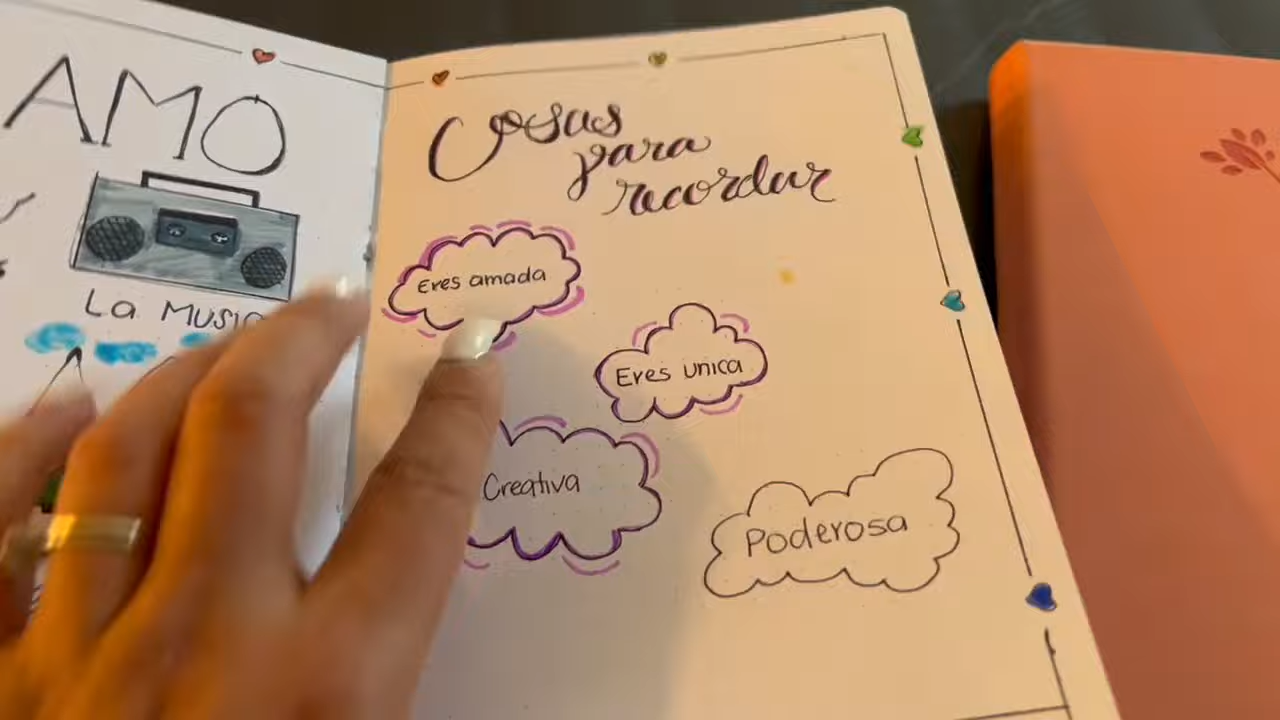 AMO
La Music
Cosas
para
recordar
Eres amada
Eres unica
Creativa
Poderosa